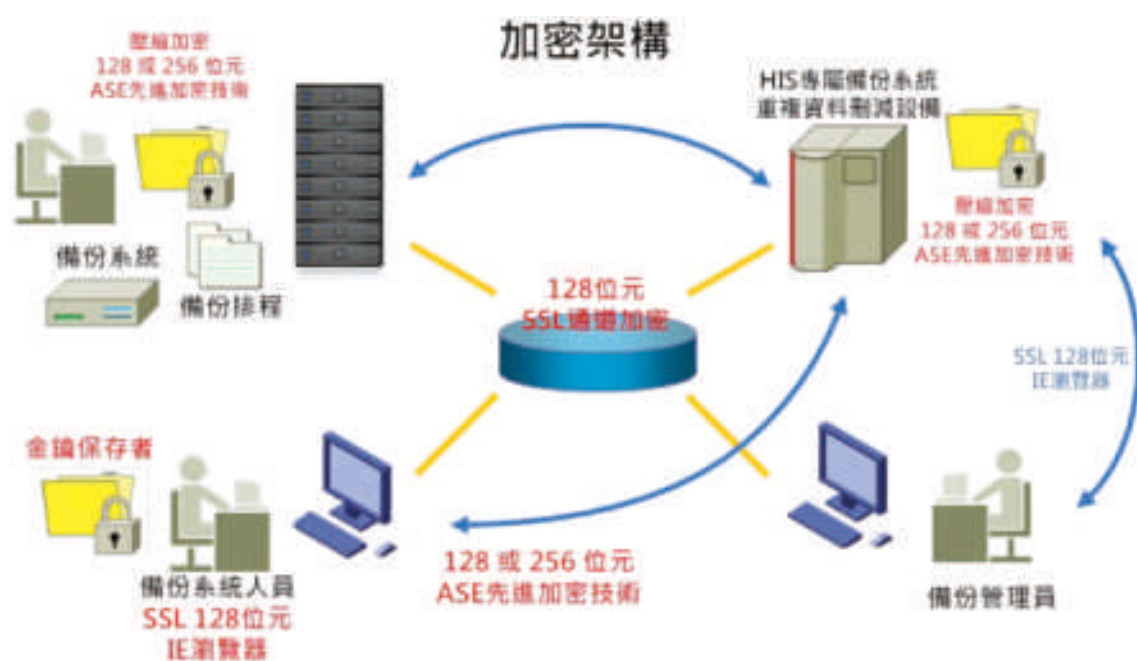 加密架構
壓縮加密
128 或 256 位元
ASE先進加密技術
備份系統
備份排程
HIS專屬備份系統
重複資料刪減設備
壓縮加密
128 或 256 位元
ASE先進加密技術
128位元
SSL通道加密
SSL 128位元
IE瀏覽器
金鑰保存者
備份系統人員
SSL 128位元
IE瀏覽器
128 或 256 位元
ASE先進加密技術
備份管理員